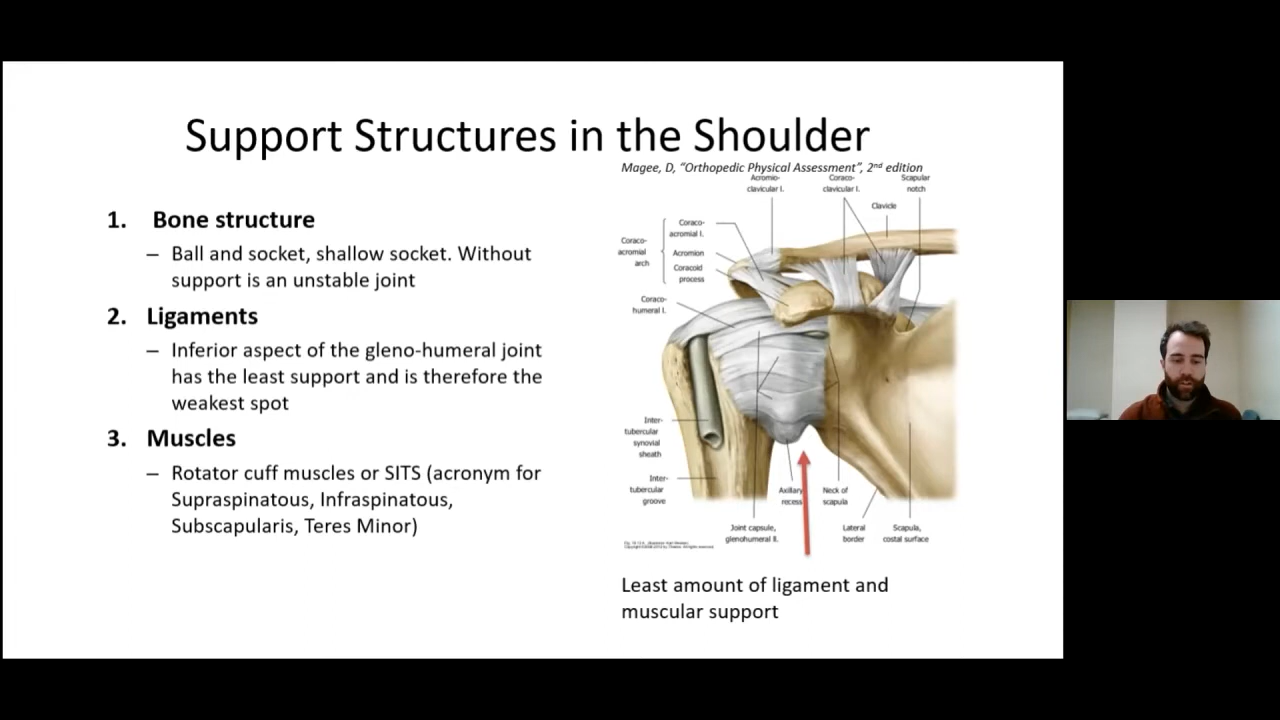 Support Structures in the Shoulder
Magee, D, “Orthopedic Physical Assessment”, 2nd edition
1. Bone structure
– Ball and socket, shallow socket. Without
support is an unstable joint
2. Ligaments
– Inferior aspect of the gleno-humeral joint
has the least support and is therefore the
weakest spot
3. Muscles
– Rotator cuff muscles or SITS (acronym for
Supraspinatous, Infraspinatous,
Subscapularis, Teres Minor)
Acromio-
clavicular l.
Coraco-
clavicular l.
Scapular
notch
Clavicle
Coraco-
acromial l.
Coraco-
acromial
arch
Acromion
Coracoid
process
Coraco-
humeral l.
Inter-
tubercular
synovial
sheath
Inter-
tubercular
groove
Axillary
recess
Neck of
scapula
Joint capsule,
glenohumeral ll.
Lateral
border
Scapula,
costal surface
Least amount of ligament and
muscular support